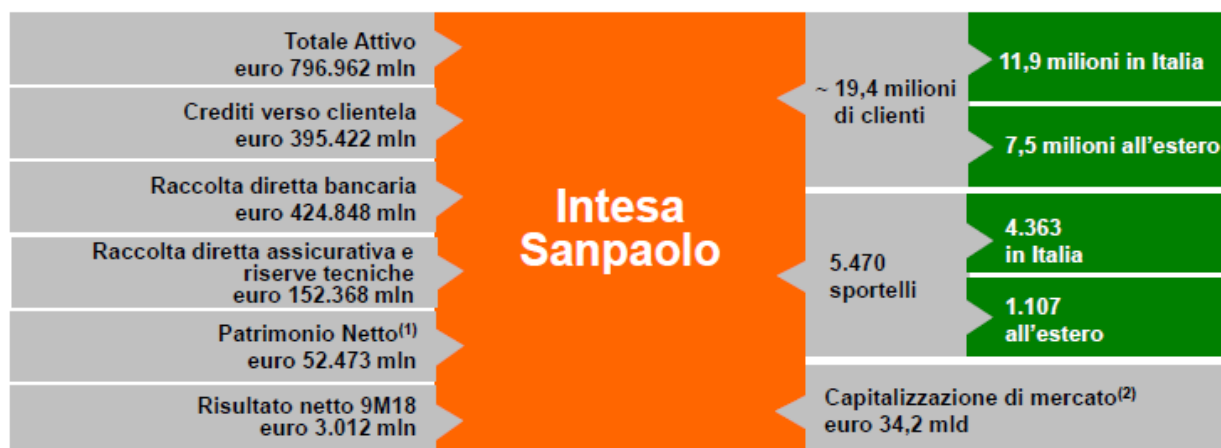 Totale Attivo
euro 796.962 mln
Crediti verso clientela
euro 395.422 mln
Raccolta diretta bancaria
euro 424.848 mln
Raccolta diretta assicurativa e
riserve tecniche
euro 152.368 mln
Patrimonio Netto(1)
euro 52.473 mln
Risultato netto 9M18
euro 3.012 mln
Intesa
Sanpaolo
~ 19,4 milioni
di clienti
11,9 milioni in Italia
7,5 milioni all'estero
5.470
sportelli
4.363
in Italia
1.107
all'estero
Capitalizzazione di mercato(2)
euro 34,2 mld